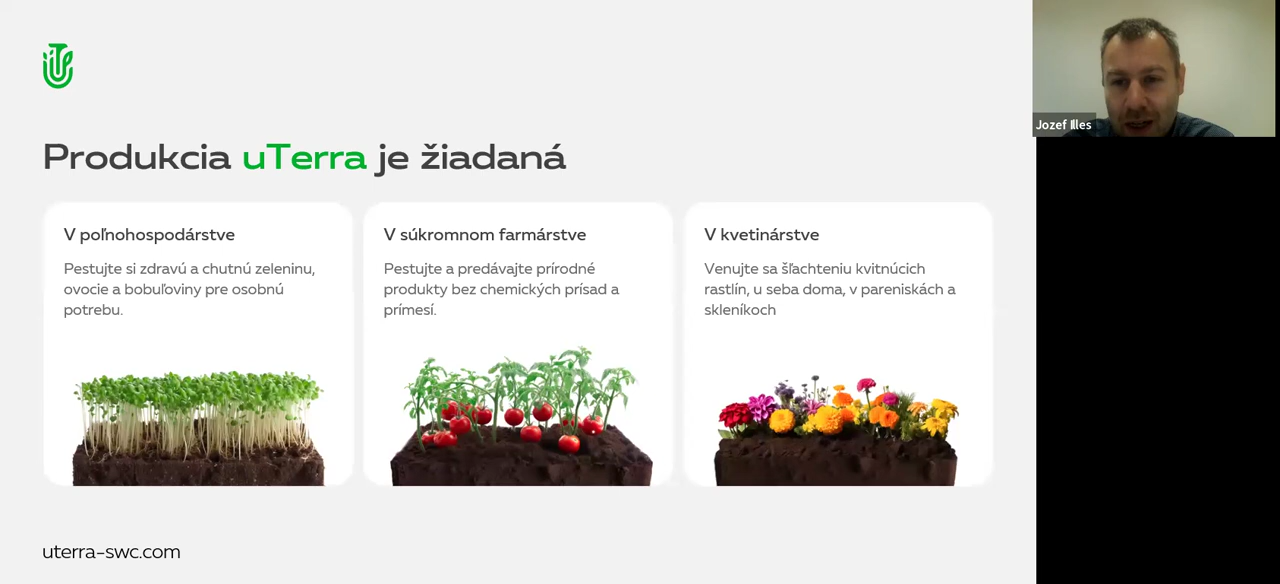 Jozef Illes
Produkcia uTerra je žiadaná
V poľnohospodárstve
Pestujte si zdravú a chutnú zeleninu,
ovocie a bobuľoviny pre osobnú
potrebu.
V súkromnom farmárstve
Pestujte a predávajte prírodné
produkty bez chemických prísad a
prímesí.
V kvetinárstve
Venujte sa šľachteniu kvitnúcich
rastlín, u seba doma, v pareniskách a
skleníkoch
uterra-swc.com